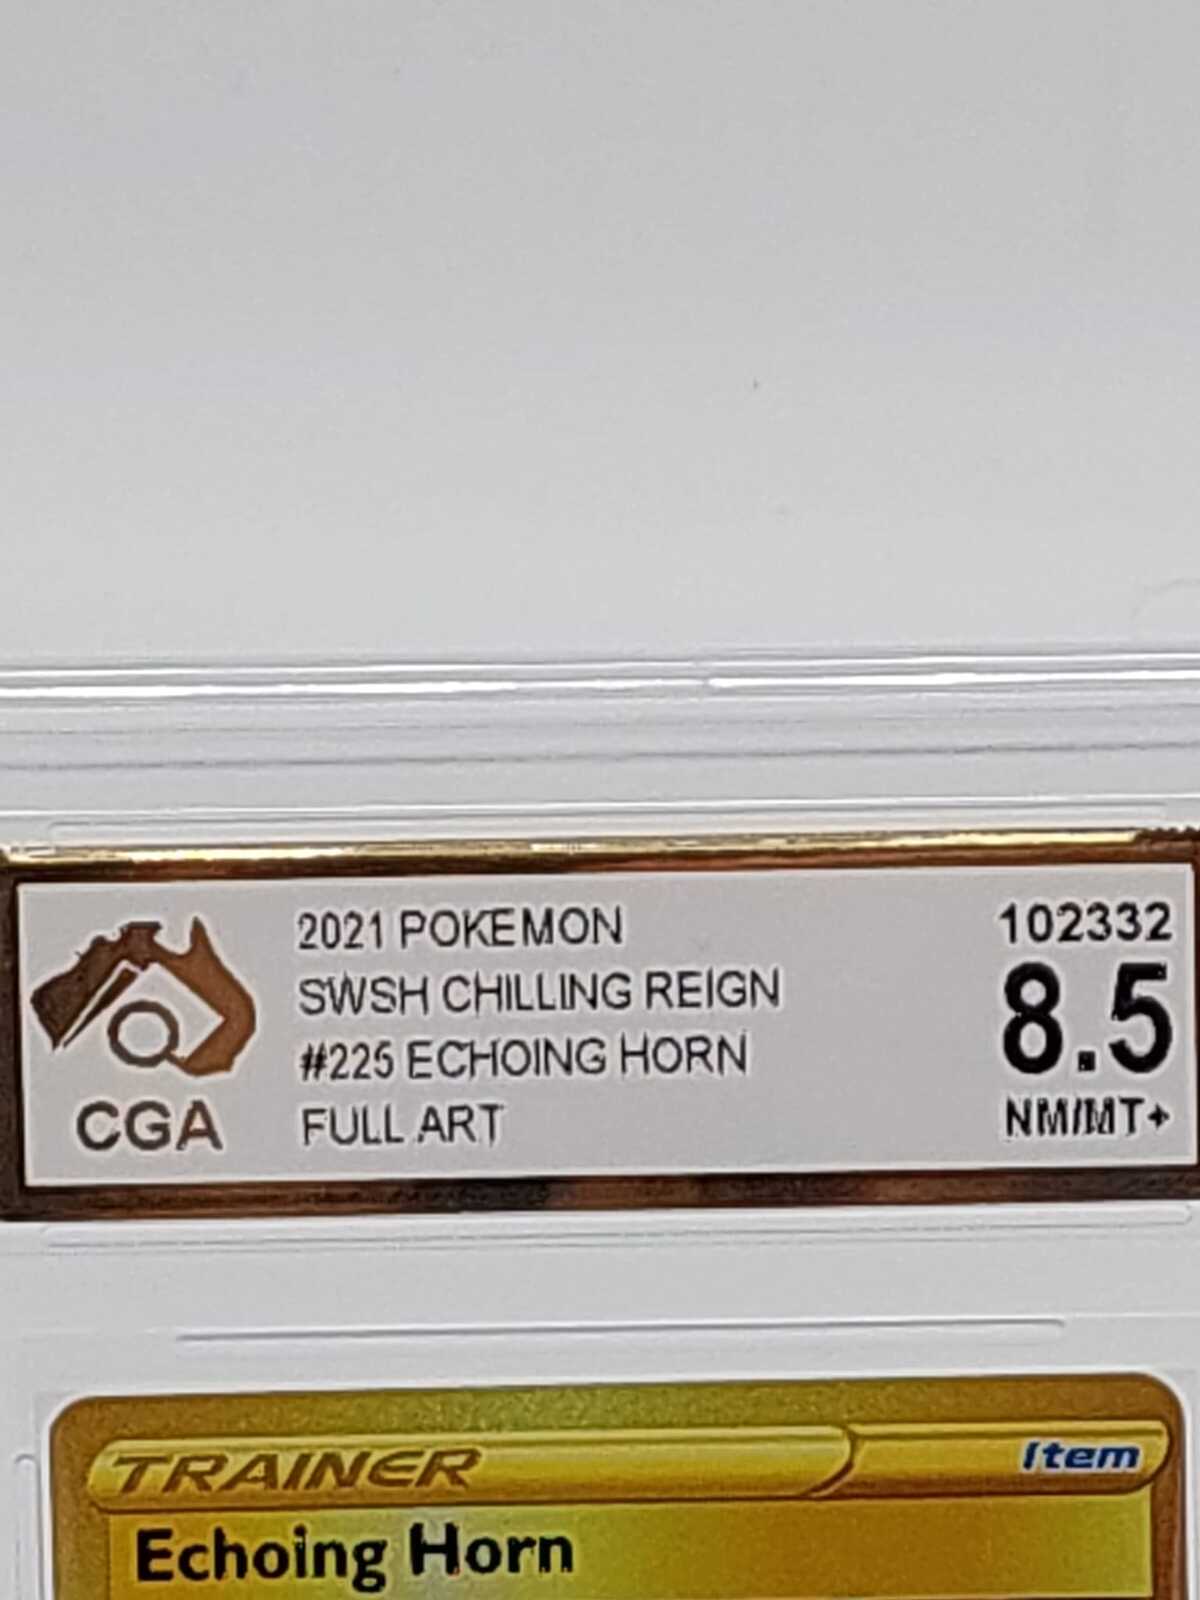 2021 POKEMON
SWSH CHILLING REIGN
#225 ECHOING HORN
FULL ART
CGA
102332
8.5
NM/MT+
TRAINER
Item
Echoing Horn